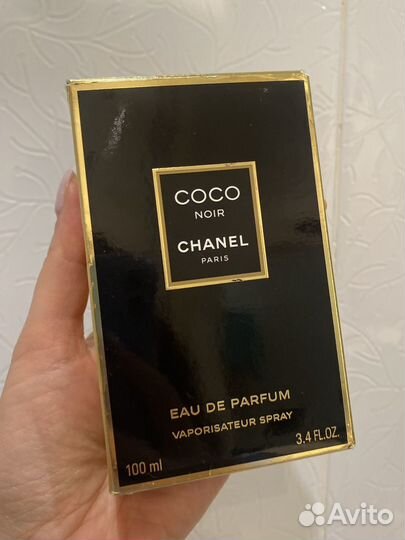 COCO
NOIR
CHANEL
PARIS
EAU DE PARFUM
VAPORISATEUR SPRAY
100 ml
3.4 FL.OZ.
Avito